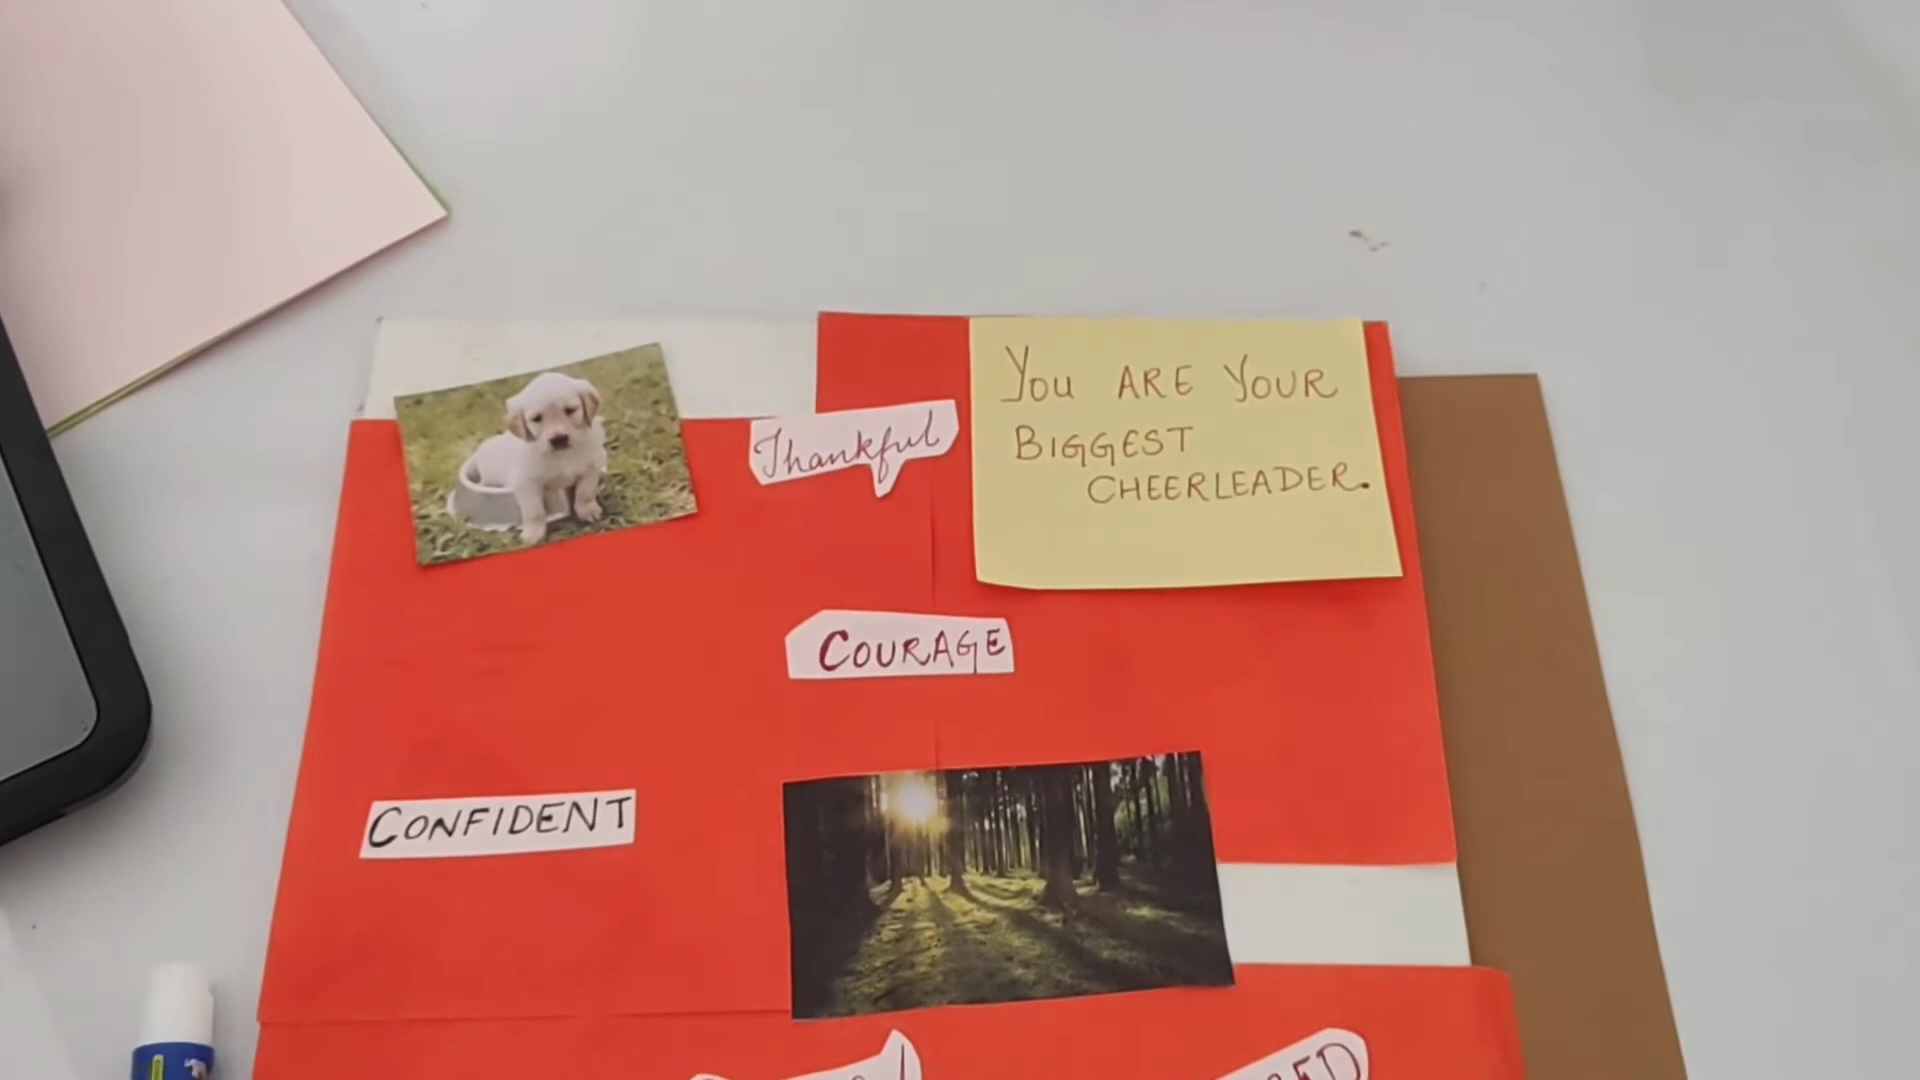 Thankful
You ARE YOUR
BIGGEST
CHEERLEADER.
COURAGE
CONFIDENT